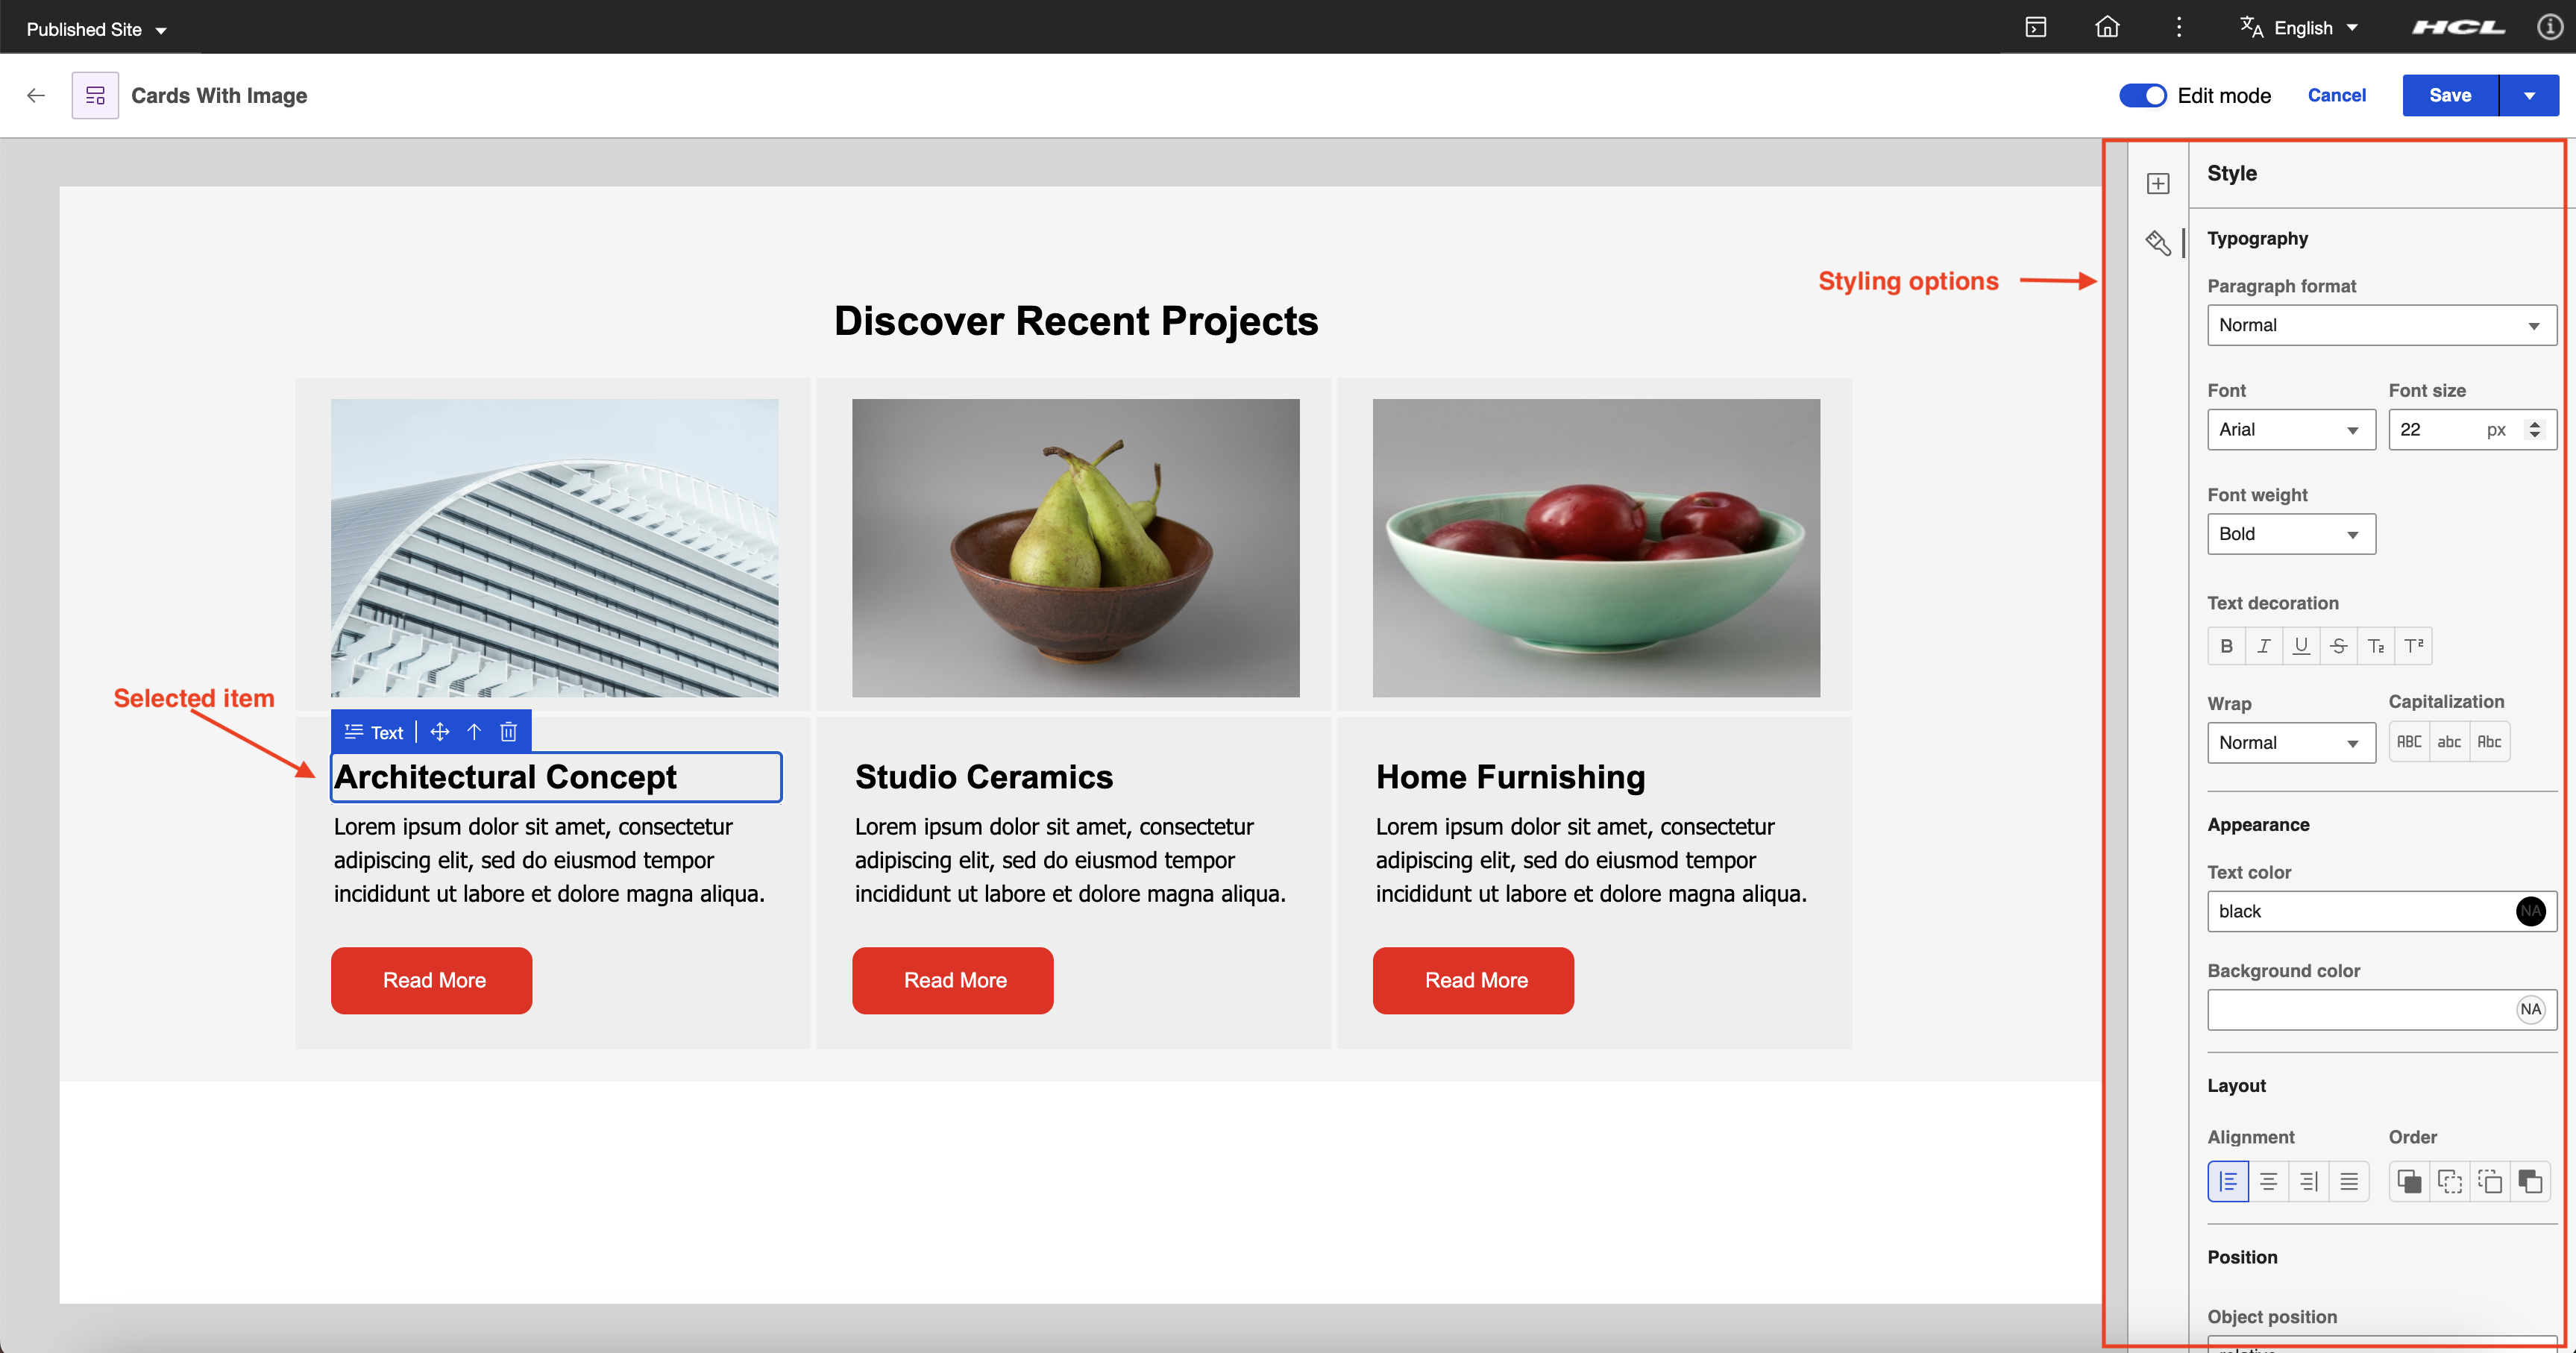 Published Site
English
HCL
Cards With Image
Edit mode
Cancel
Save
Style
Typography
Styling options
Paragraph format
Normal
Discover Recent Projects
Font
Font size
Arial
22 px
Font weight
Bold
Text decoration
B I U S T2 T2
Selected item
Wrap
Capitalization
Text
Normal
ABC abc Abc
Architectural Concept
Lorem ipsum dolor sit amet, consectetur
adipiscing elit, sed do eiusmod tempor
incididunt ut labore et dolore magna aliqua.
Read More
Studio Ceramics
Lorem ipsum dolor sit amet, consectetur
adipiscing elit, sed do eiusmod tempor
incididunt ut labore et dolore magna aliqua.
Read More
Home Furnishing
Lorem ipsum dolor sit amet, consectetur
adipiscing elit, sed do eiusmod tempor
incididunt ut labore et dolore magna aliqua.
Read More
Appearance
Text color
black
NA
Background color
NA
Layout
Alignment
Order
Position
Object position